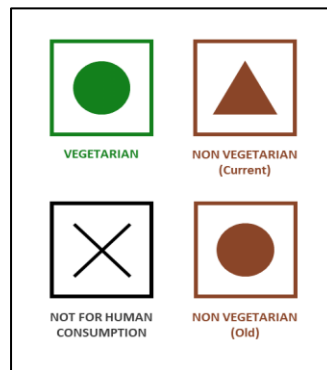 VEGETARIAN
NON VEGETARIAN
(Current)
NOT FOR HUMAN
CONSUMPTION
NON VEGETARIAN
(Old)